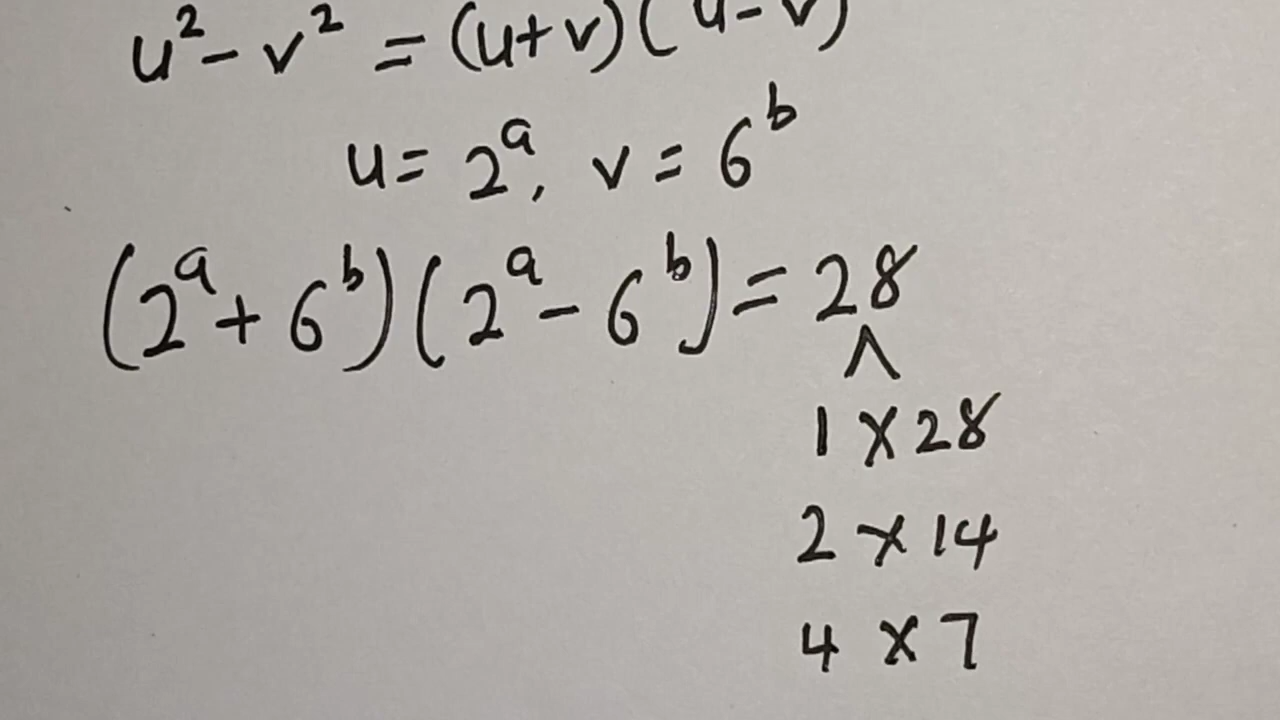 u² - v² = (u+v)(u-v)
u = 2ᵃ, v = 6ᵇ
(2ᵃ + 6ᵇ)(2ᵃ - 6ᵇ) = 28
∧
1 × 28
2 × 14
4 × 7